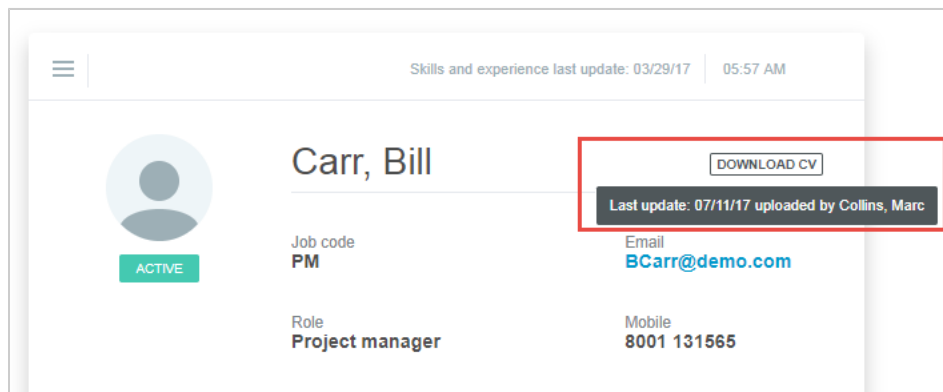 Skills and experience last update: 03/29/17 05:57 AM
Carr, Bill
DOWNLOAD CV
Last update: 07/11/17 uploaded by Collins, Marc
Job code
PM
Email
BCarr@demo.com
ACTIVE
Role
Project manager
Mobile
8001 131565